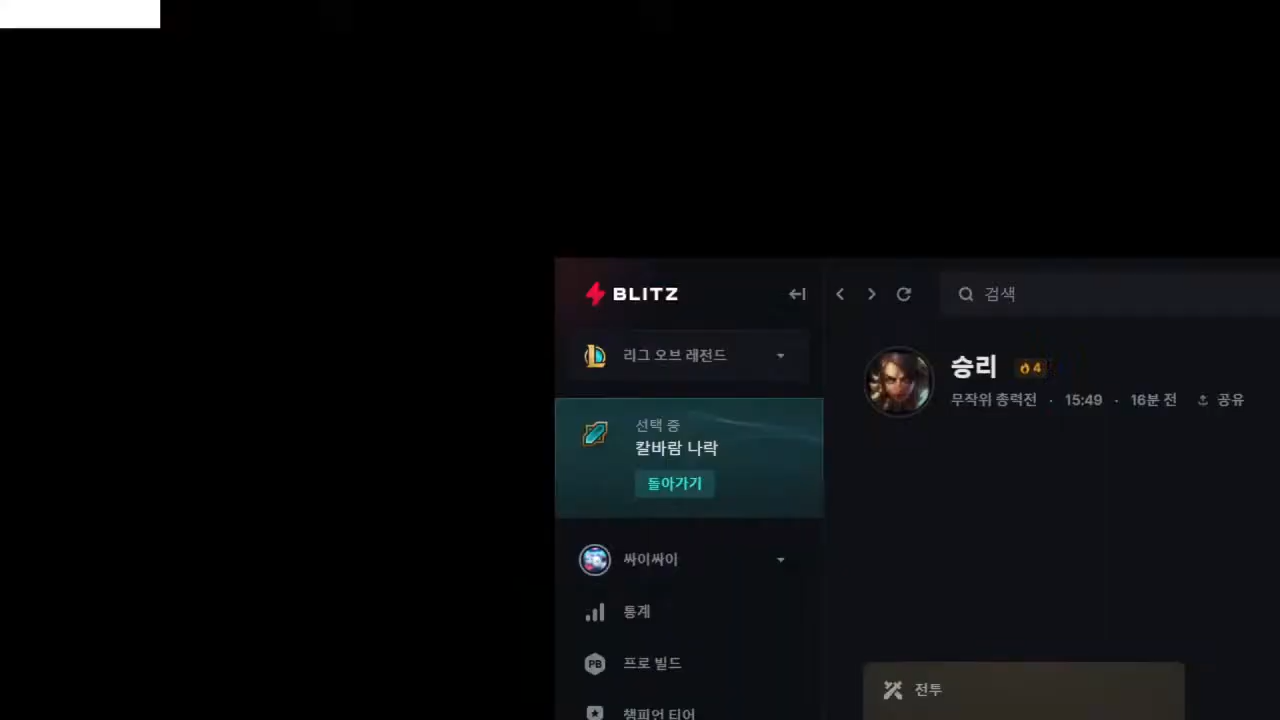 BLITZ
검색
리그 오브 레전드
승리
4
무작위 총력전 · 15:49 · 16분 전 공유
선택 중
칼바람 나락
돌아가기
싸이싸이
통계
PB
프로 빌드
전투
챔피언 티어